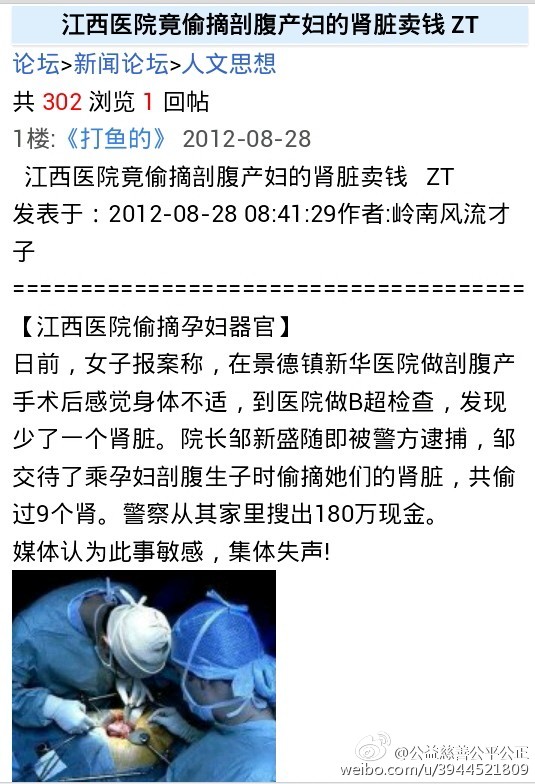 江西医院竟偷摘剖腹产妇的肾脏卖钱 ZT
论坛>新闻论坛>人文思想
共 302 浏览 1 回帖
1楼:《打鱼的》 2012-08-28
江西医院竟偷摘剖腹产妇的肾脏卖钱 ZT
发表于：2012-08-28 08:41:29作者:岭南风流才
子
=====================================
【江西医院偷摘孕妇器官】
日前，女子报案称，在景德镇新华医院做剖腹产
手术后感觉身体不适，到医院做B超检查，发现
少了一个肾脏。院长邹新盛随即被警方逮捕，邹
交待了乘孕妇剖腹生子时偷摘她们的肾脏，共偷
过9个肾。警察从其家里搜出180万现金。
媒体认为此事敏感，集体失声!
@公益慈善公平公正
weibo.com/u/3944521809